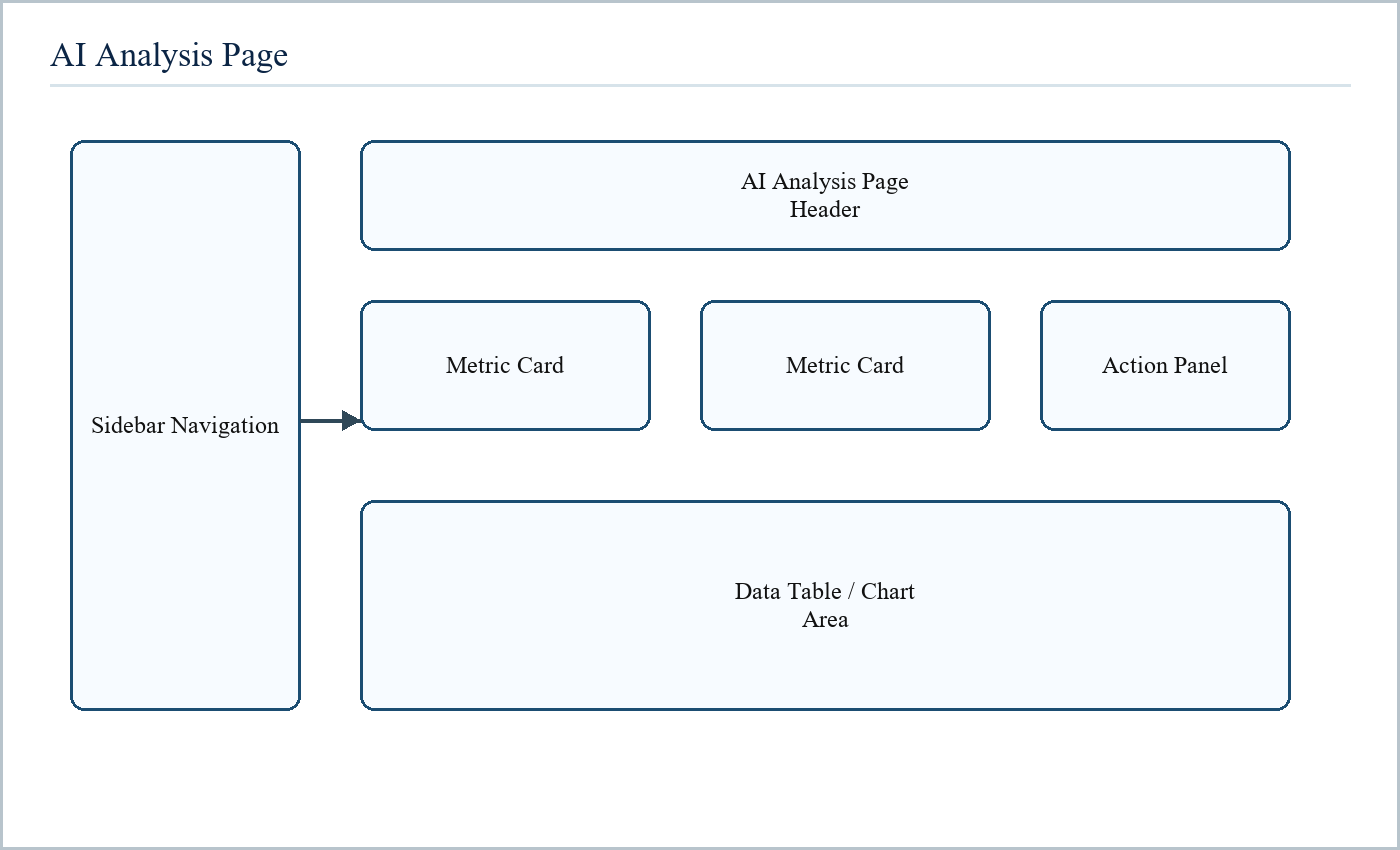 AI Analysis Page
AI Analysis Page
Header
Metric Card
Metric Card
Action Panel
Sidebar Navigation
Data Table / Chart
Area